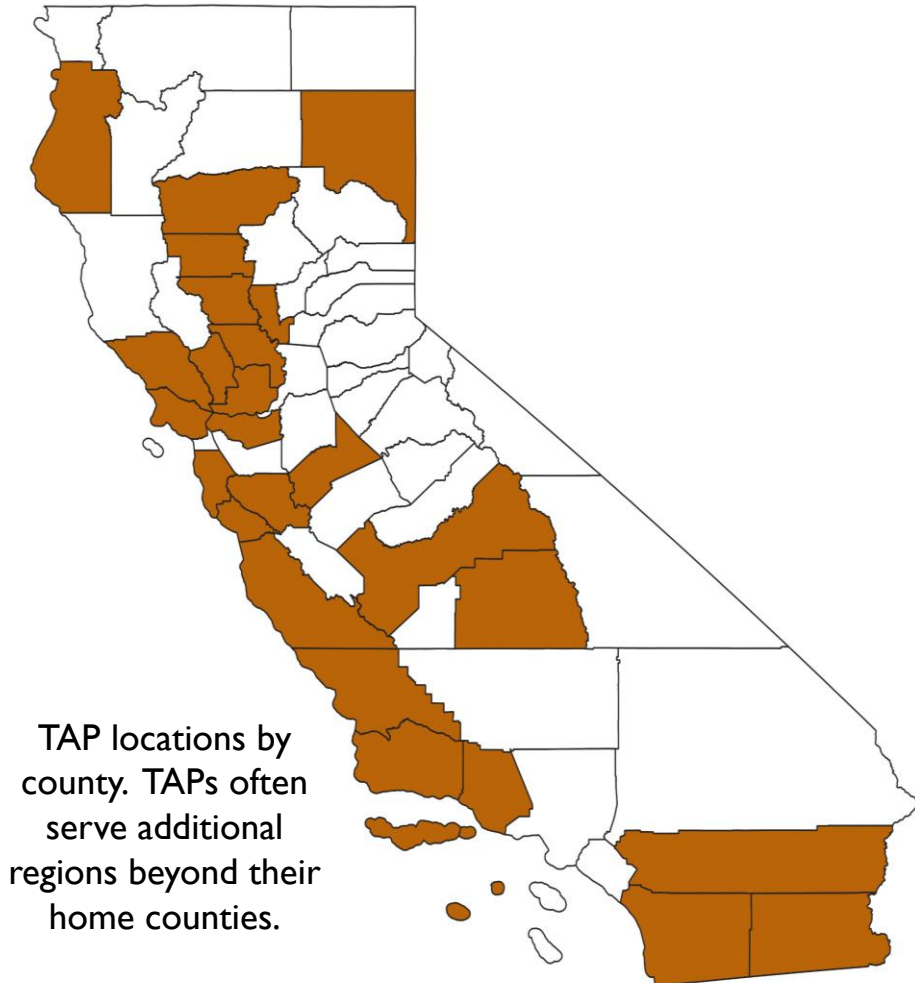 TAP locations by
county. TAPs often
serve additional
regions beyond their
home counties.